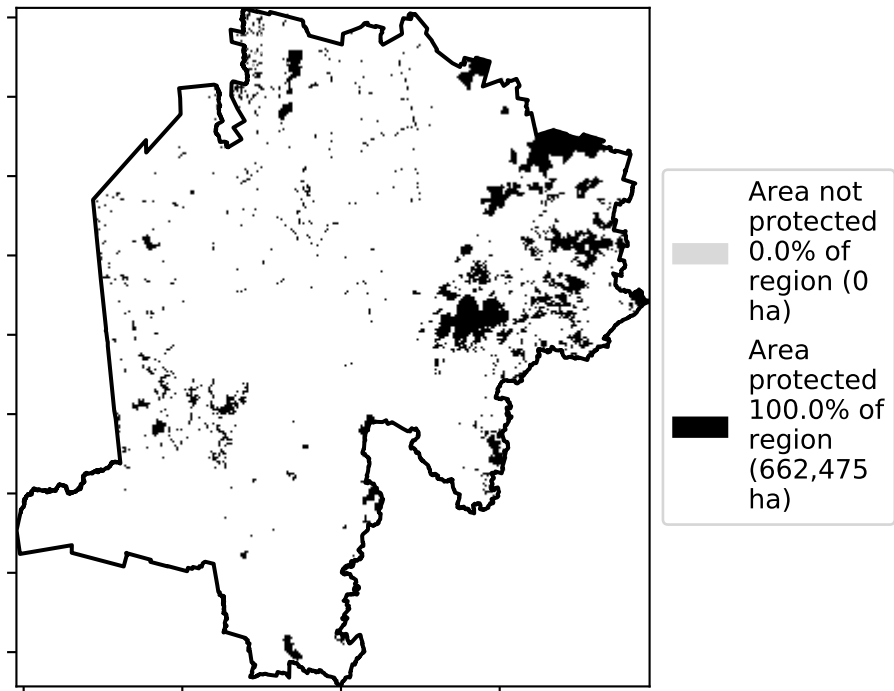 Area not
protected
0.0% of
region (0
ha)
Area
protected
100.0% of
region
(662,475
ha)